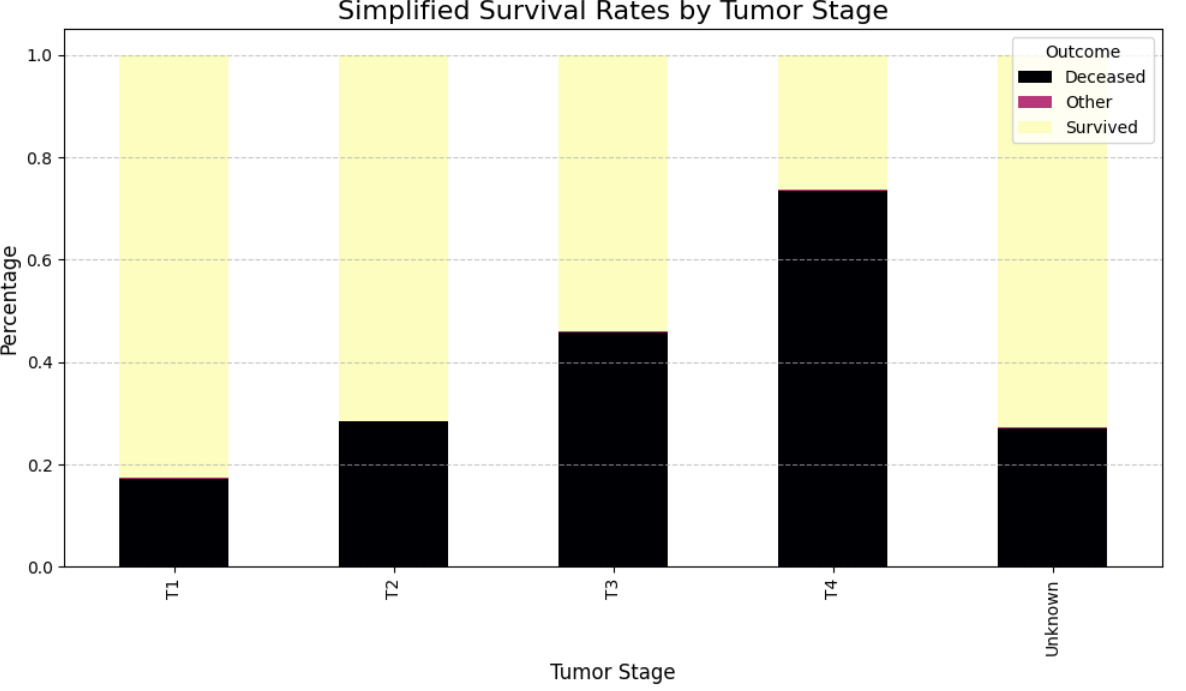 Simplified Survival Rates by Tumor Stage
Outcome
Deceased
Other
Survived
1.0
0.8
0.6
0.4
0.2
0.0
Percentage
T1
T2
T3
T4
Unknown
Tumor Stage